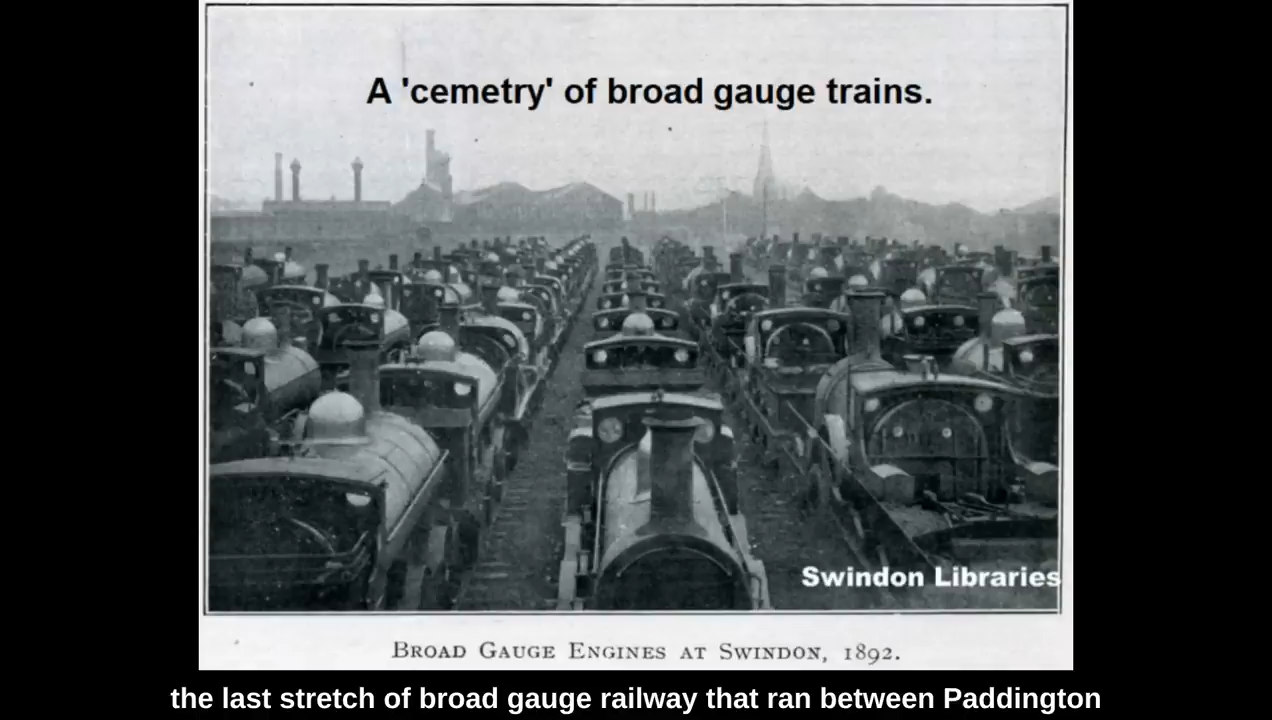 A 'cemetry' of broad gauge trains.
Swindon Libraries
Broad Gauge Engines at Swindon, 1892.
the last stretch of broad gauge railway that ran between Paddington